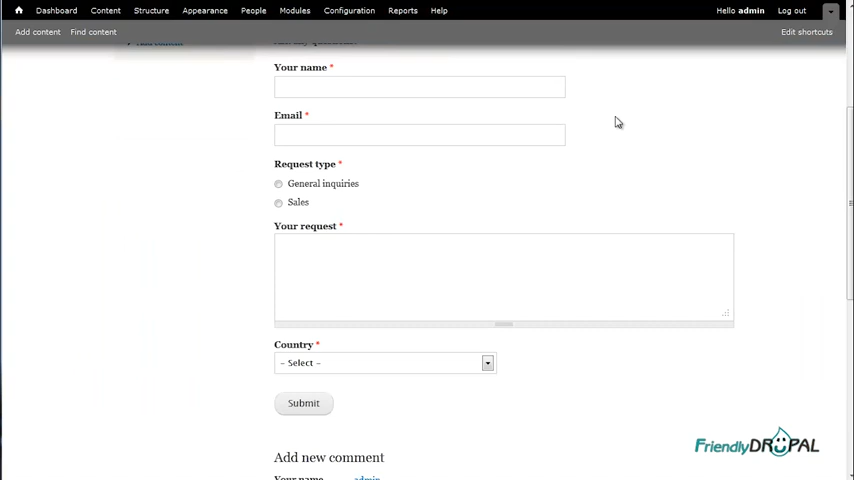 Dashboard Content Structure Appearance People Modules Configuration Reports Help Hello admin Log out
Add content Find content Edit shortcuts
Add content
Your name *
Email *
Request type *
General inquiries
Sales
Your request *
Country *
- Select -
Submit
FriendlyDRUPAL
Add new comment
Your name admin